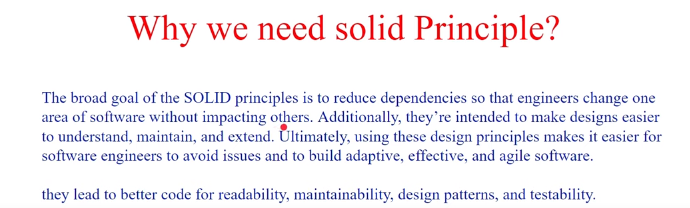 Why we need solid Principle?
The broad goal of the SOLID principles is to reduce dependencies so that engineers change one
area of software without impacting others. Additionally, they’re intended to make designs easier
to understand, maintain, and extend. Ultimately, using these design principles makes it easier for
software engineers to avoid issues and to build adaptive, effective, and agile software.
they lead to better code for readability, maintainability, design patterns, and testability.